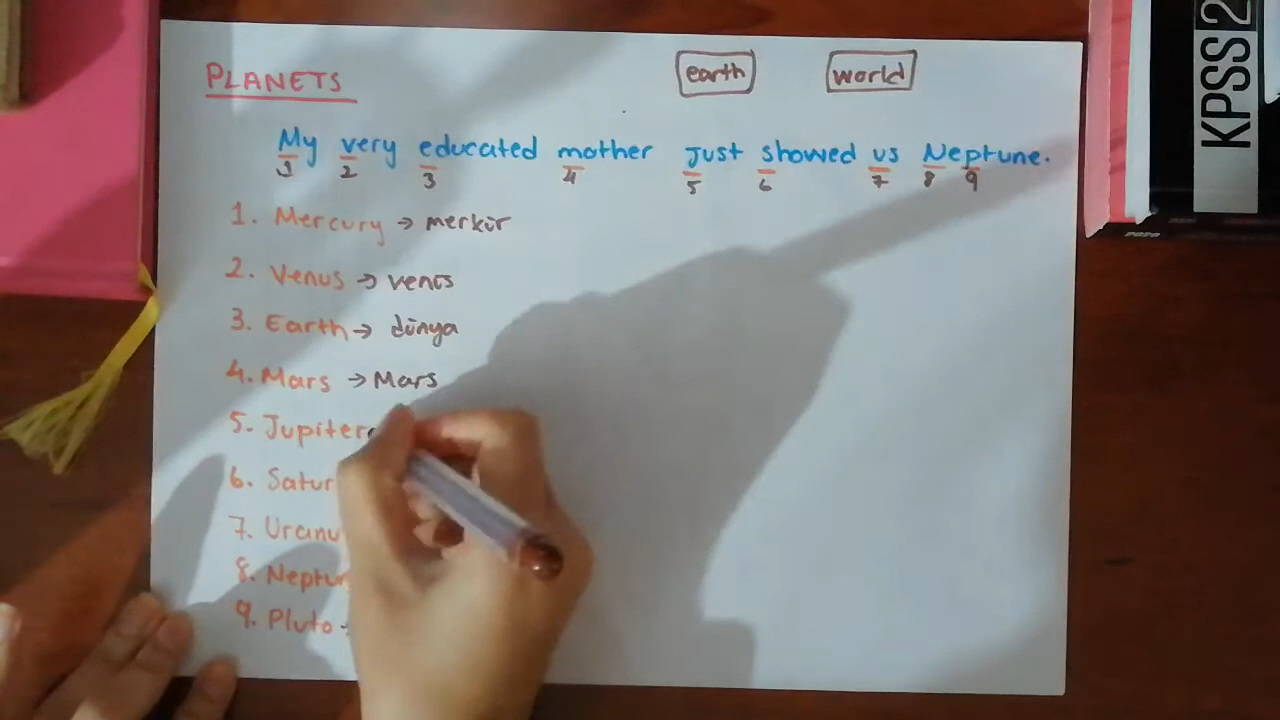 PLANETS
earth
world
My very educated mother Just showed us Neptune.
1 2 3 4 5 6 7 8 9
1. Mercury → merkür
2. Venus → venüs
3. Earth → dünya
4. Mars → Mars
5. Jupiter
6. Satur
7. Uranu
8. Neptun
9. Pluto
KPSS 2